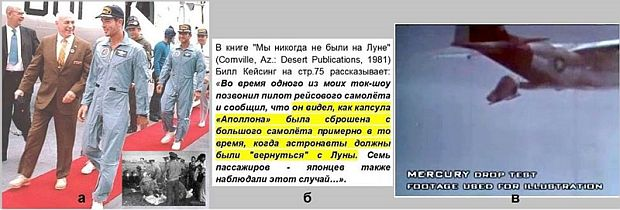 В книге "Мы никогда не были на Луне"
(Cornville, Az.: Desert Publications, 1981)
Билл Кейсинг на стр.75 рассказывает:
«Во время одного из моих ток-шоу
позвонил пилот рейсового самолёта
и сообщил, что он видел, как капсула
«Аполлона» была сброшена с
большого самолёта примерно в то
время, когда астронавты должны
были "вернуться" с Луны. Семь
пассажиров - японцев также
наблюдали этот случай...».
MERCURY DROP TEST
FOOTAGE USED FOR ILLUSTRATION
а
б
в